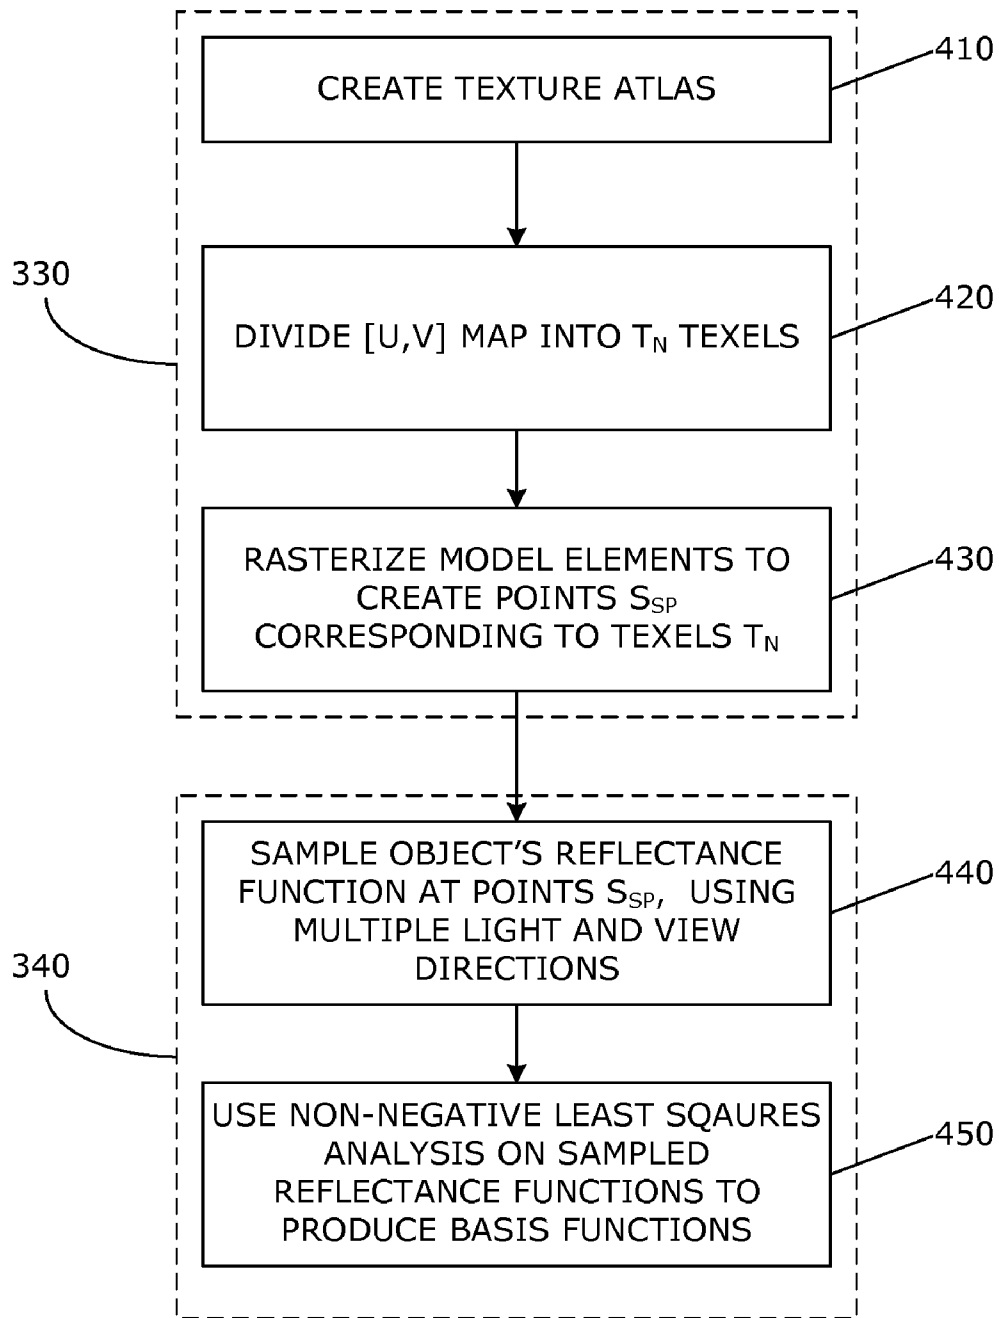 410
CREATE TEXTURE ATLAS
330
420
DIVIDE [U,V] MAP INTO TN TEXELS
430
RASTERIZE MODEL ELEMENTS TO
CREATE POINTS SSP
CORRESPONDING TO TEXELS TN
440
SAMPLE OBJECT'S REFLECTANCE
FUNCTION AT POINTS SSP, USING
MULTIPLE LIGHT AND VIEW
DIRECTIONS
340
450
USE NON-NEGATIVE LEAST SQAURES
ANALYSIS ON SAMPLED
REFLECTANCE FUNCTIONS TO
PRODUCE BASIS FUNCTIONS